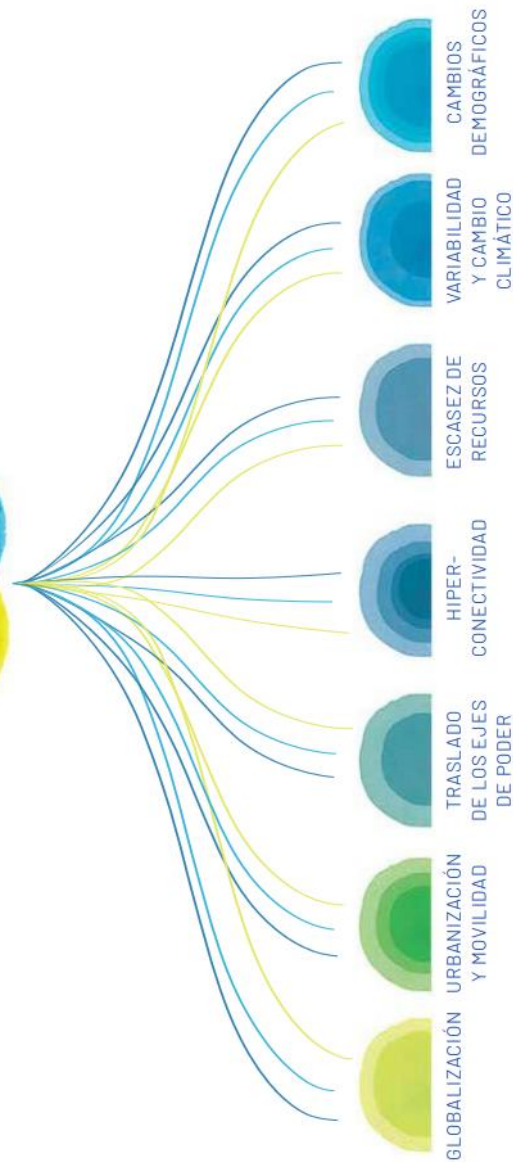 GLOBALIZACIÓN
URBANIZACIÓN
Y MOVILIDAD
TRASLADO
DE LOS EJES
DE PODER
HIPER-
CONECTIVIDAD
ESCASEZ DE
RECURSOS
VARIABILIDAD
Y CAMBIO
CLIMÁTICO
CAMBIOS
DEMOGRÁFICOS